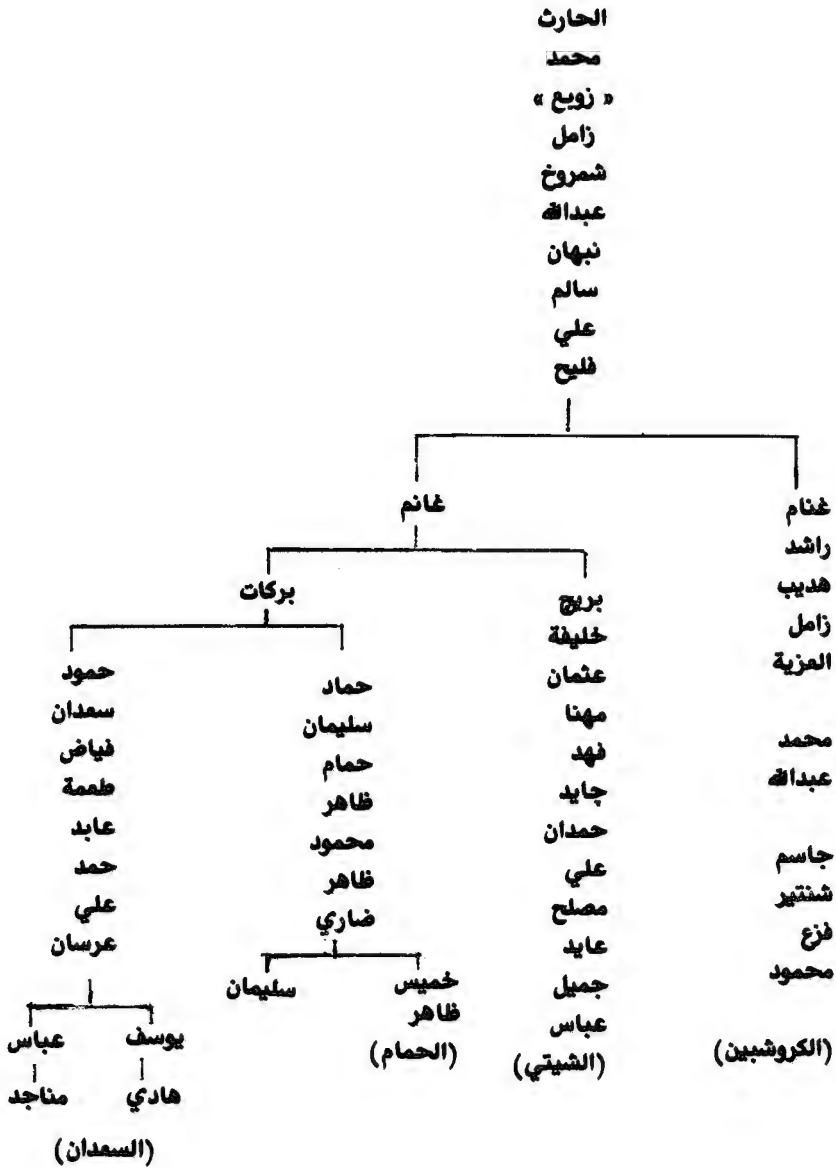 الحارث
محمد
« زوبع »
زامل
شمروخ
عبدالله
نبهان
سالم
علي
فليح
غنام
راشد
هديب
زامل
العزية
محمد
عبدالله
جاسم
شنتير
فزع
محمود
(الكروشبين)
غانم
بريج
خليفة
عثمان
مهنا
فهد
چايد
حمدان
علي
مصلح
عايد
جميل
عباس
(الشيتي)
بركات
حماد
سليمان
حمام
ظاهر
محمود
ظاهر
ضاري
خميس
ظاهر
سليمان
(الحمام)
حمود
سعدان
فياض
طعمة
عابد
حمد
علي
عرسان
يوسف
هادي
عباس
مناجد
(السعدان)